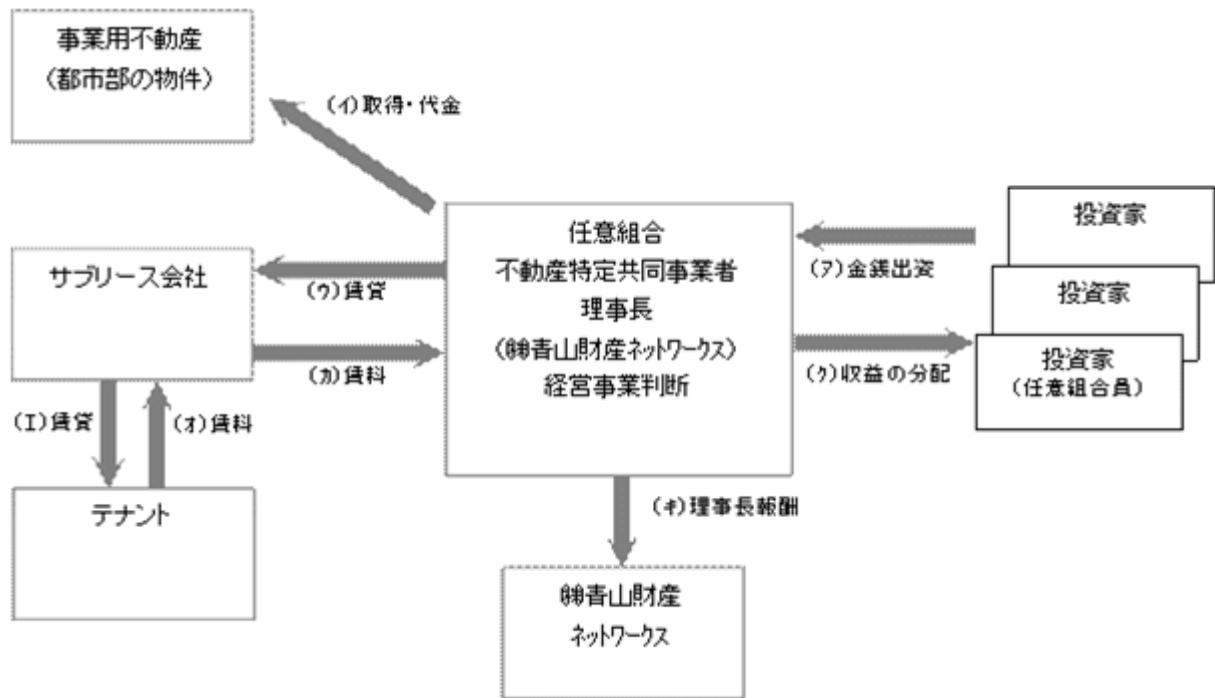 事業用不動産
(都市部の物件)
(イ)取得・代金
任意組合
不動産特定共同事業者
理事長
(㈱青山財産ネットワークス)
経営事業判断
投資家
投資家
投資家
(任意組合員)
(ア)金銭出資
(ク)収益の分配
サブリース会社
(ウ)賃貸
(カ)賃料
(エ)賃貸
(オ)賃料
テナント
(キ)理事長報酬
㈱青山財産
ネットワークス